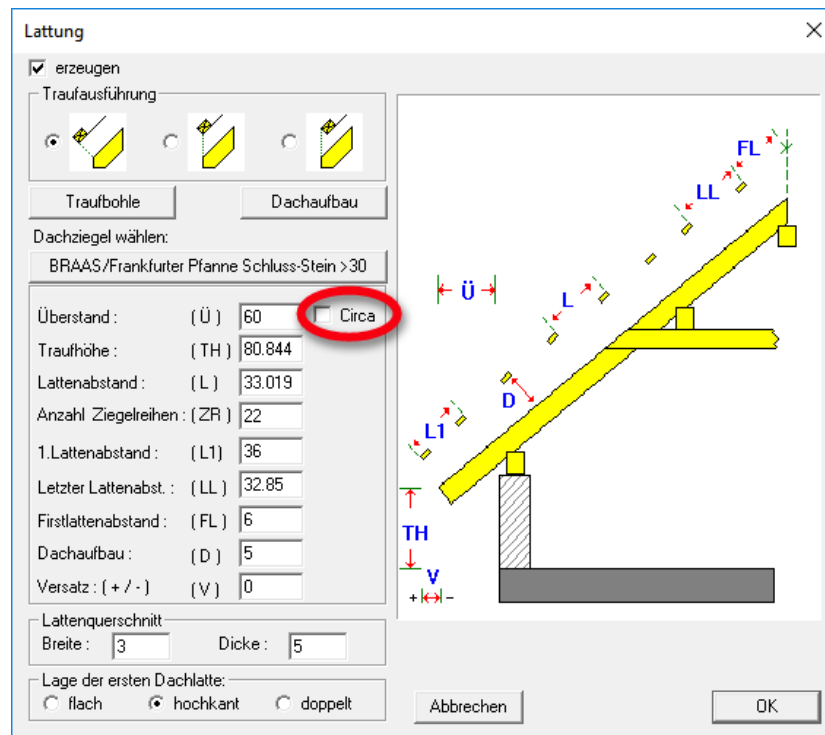 Lattung
erzeugen
Traufausführung
Traufbohle
Dachaufbau
Dachziegel wählen:
BRAAS/Frankfurter Pfanne Schluss-Stein >30
Überstand : ( Ü ) 60 Circa
Traufhöhe : ( TH ) 80.844
Lattenabstand : ( L ) 33.019
Anzahl Ziegelreihen : ( ZR ) 22
1.Lattenabstand : ( L1) 36
Letzter Lattenabst. : ( LL ) 32.85
Firstlattenabstand : ( FL ) 6
Dachaufbau : ( D ) 5
Versatz : ( + / - ) ( V ) 0
Lattenquerschnitt
Breite : 3 Dicke : 5
Lage der ersten Dachlatte:
flach hochkant doppelt
FL
LL
Ü
L
D
L1
TH
V
+ -
Abbrechen
OK